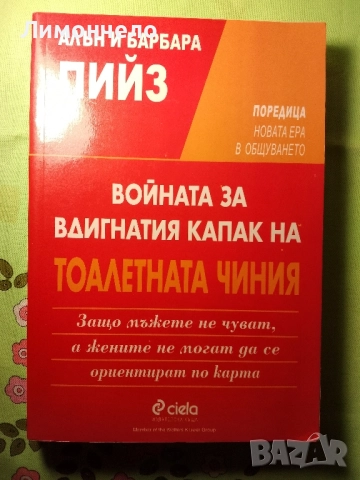 Лимончело
АЛЪН И БАРБАРА
ПИЙЗ
ПОРЕДИЦА
НОВАТА ЕРА
В ОБЩУВАНЕТО
ВОЙНАТА ЗА
ВДИГНАТИЯ КАПАК НА
ТОАЛЕТНАТА ЧИНИЯ
Защо мъжете не чуват,
а жените не могат да се
ориентират по карта
ciela
BAZAR